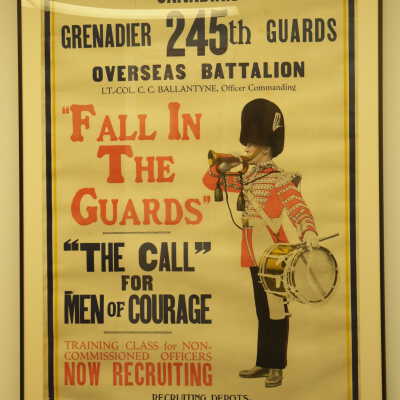 GRENADIER 245th GUARDS
OVERSEAS BATTALION
LT-COL. C. C. BALLANTYNE, Officer Commanding
"FALL IN
THE
GUARDS"
"THE CALL"
FOR
MEN OF COURAGE
TRAINING CLASS for NON-
COMMISSIONED OFFICERS
NOW RECRUITING
RECRUITING DEPOTS